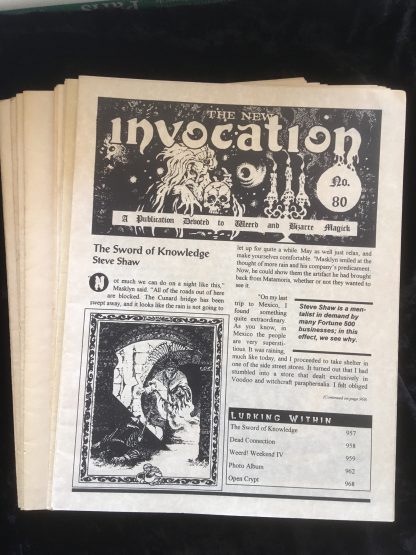 Paris
THE NEW
invocation
No.
80
A Publication Devoted to Weerd and Bizarre Magick
The Sword of Knowledge
Steve Shaw
Not much we can do on a night like this,"
Masklyn said. "All of the roads out of here
are blocked. The Cunard bridge has been
swept away, and it looks like the rain is not going to
let up for quite a while. May as well just relax, and
make yourselves comfortable. "Masklyn smiled at the
thought of more rain and his company's predicament.
Now, he could show them the artifact he had brought
back from Matamoris, whether or not they wanted to
see it.
"On my last
trip to Mexico, I
found something
quite extraordinary.
As you know, in
Mexico the people
are very supersti-
tious. It was raining,
much like today, and I proceeded to take shelter in
one of the side street stores. It turned out that I had
stumbled into a store that dealt exclusively in
Voodoo and witchcraft paraphernalia. I felt obliged
(Continued on page 958)
Steve Shaw is a men-
talist in demand by
many Fortune 500
businesses; in this
effect, we see why.
LURKING WITHIN
The Sword of Knowledge 957
Dead Connection 958
Weerd! Weekend IV 959
Photo Album 962
Open Crypt 968